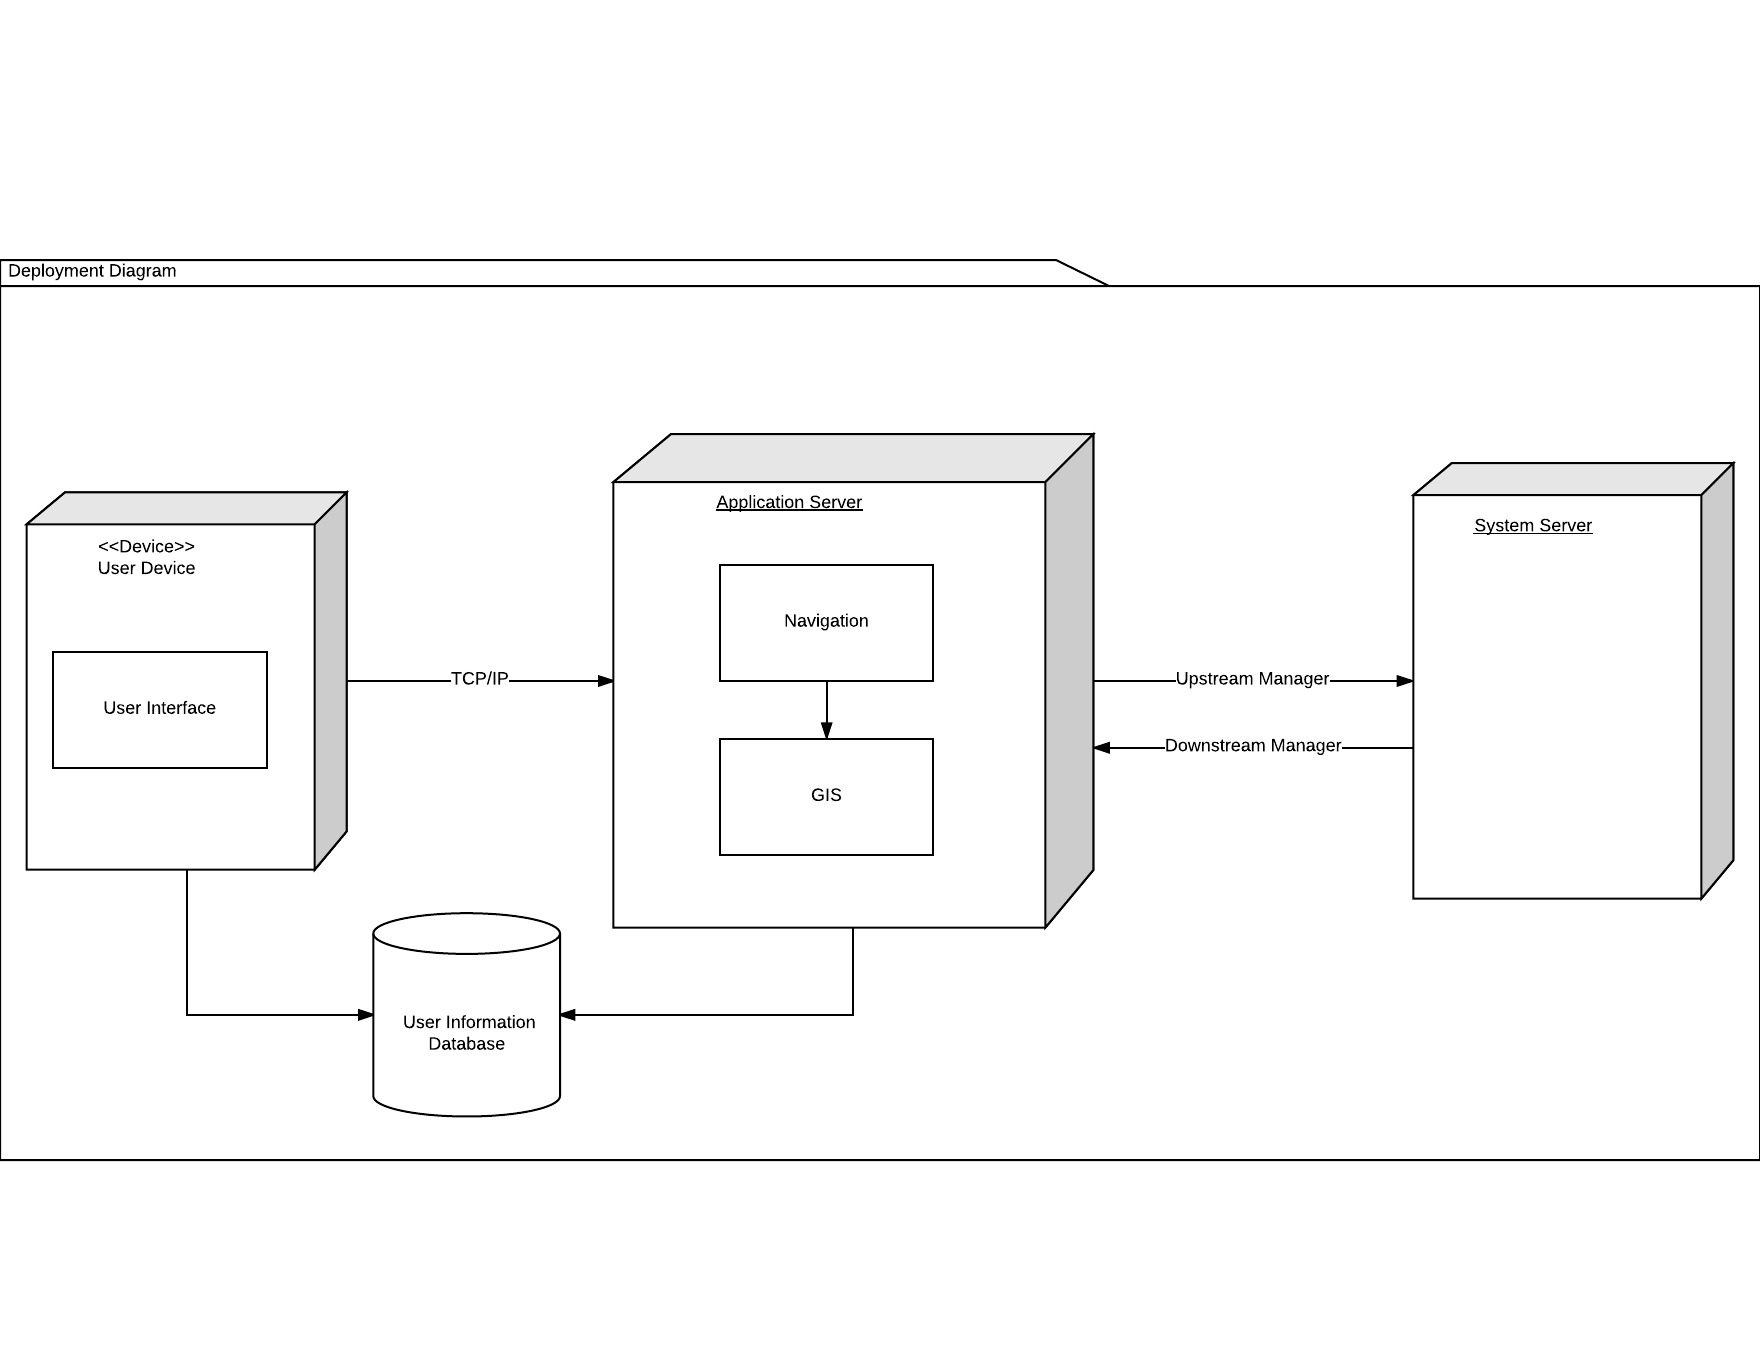 Deployment Diagram
<<Device>>
User Device
User Interface
TCP/IP
Application Server
Navigation
GIS
Upstream Manager
Downstream Manager
System Server
User Information
Database